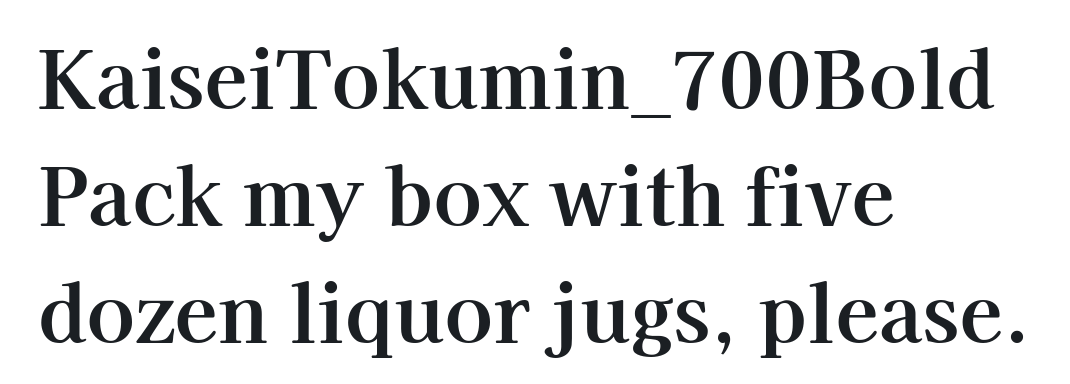 KaiseiTokumin_700Bold
Pack my box with five
dozen liquor jugs, please.